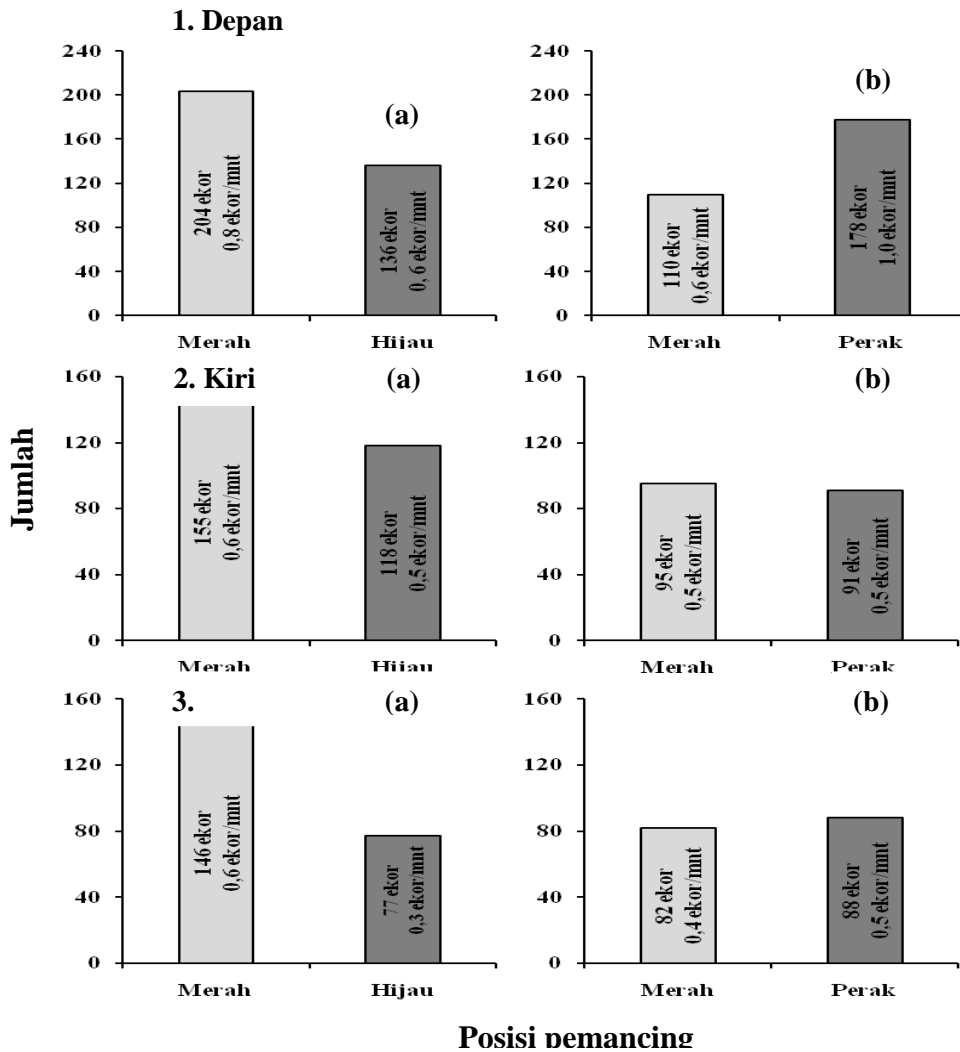 1. Depan
240
200
160
120
80
40
0
(a)
204 ekor
0,8 ekor/mnt
136 ekor
0, 6 ekor/mnt
Merah Hijau
240
200
160
120
80
40
0
(b)
110 ekor
0,6 ekor/mnt
178 ekor
1,0 ekor/mnt
Merah Perak
Jumlah
2. Kiri
(a)
160
120
80
40
0
155 ekor
0,6 ekor/mnt
118 ekor
0,5 ekor/mnt
Merah Hijau
(b)
160
120
80
40
0
95 ekor
0,5 ekor/mnt
91 ekor
0,5 ekor/mnt
Merah Perak
3.
(a)
160
120
80
40
0
146 ekor
0,6 ekor/mnt
77 ekor
0,3 ekor/mnt
Merah Hijau
(b)
160
120
80
40
0
82 ekor
0,4 ekor/mnt
88 ekor
0,5 ekor/mnt
Merah Perak
Posisi pemancing